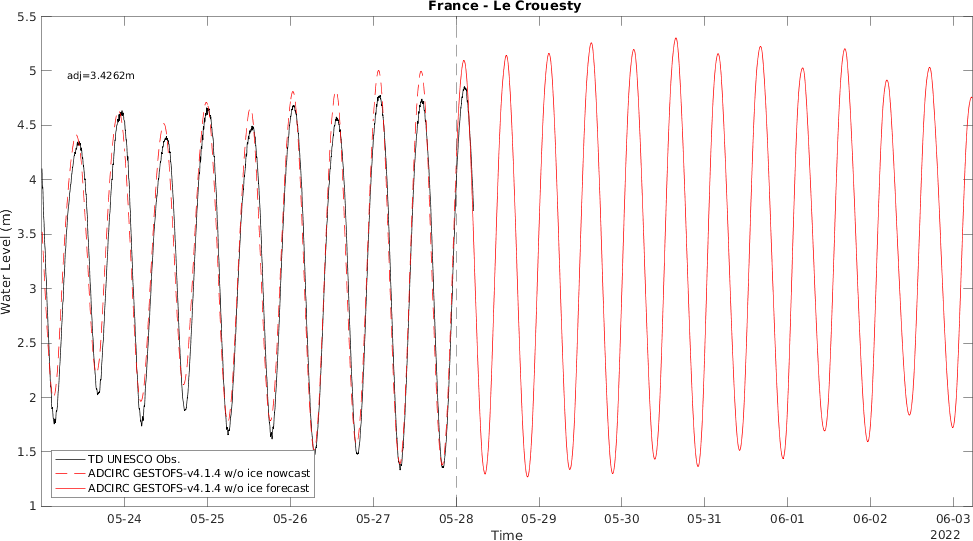 France - Le Crouesty
5.5
5
4.5
4
3.5
3
2.5
2
1.5
1
Water Level (m)
adj=3.4262m
TD UNESCO Obs.
ADCIRC GESTOFS-v4.1.4 w/o ice nowcast
ADCIRC GESTOFS-v4.1.4 w/o ice forecast
05-24 05-25 05-26 05-27 05-28 05-29 05-30 05-31 06-01 06-02 06-03
Time
2022